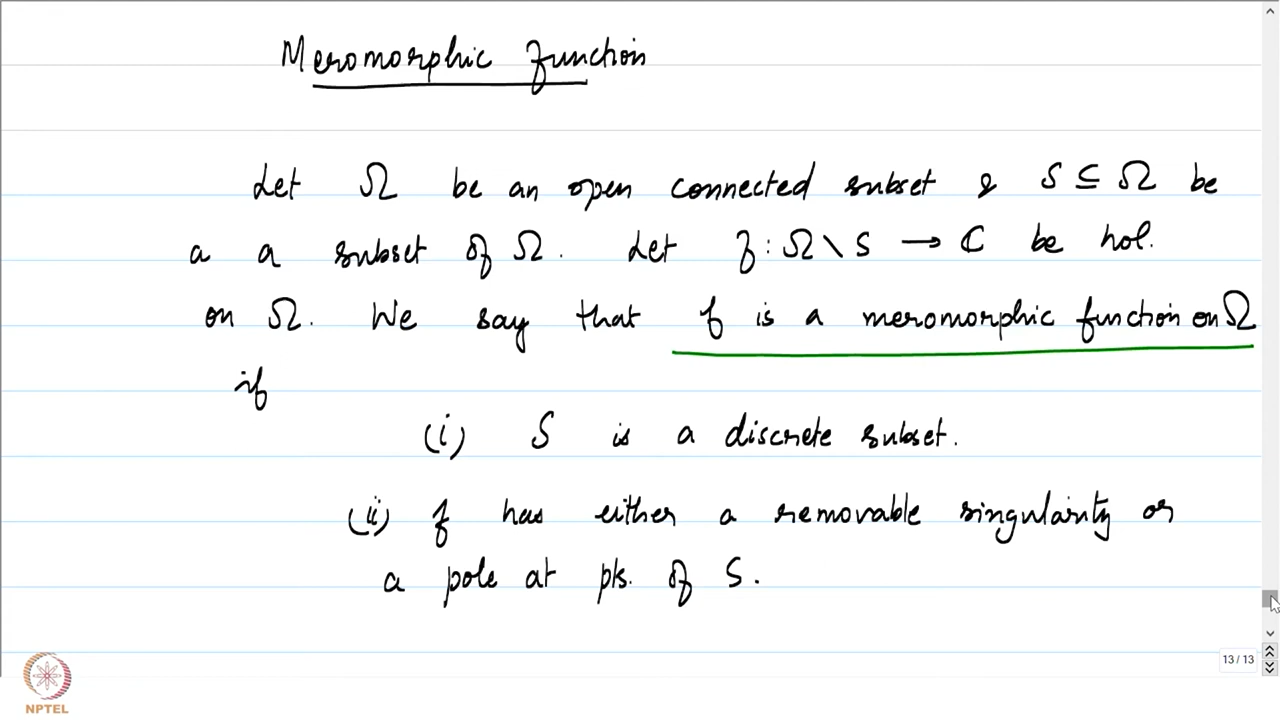 Meromorphic function
Let Ω be an open connected subset & S ⊆ Ω be
a a subset of Ω. Let f : Ω \ S → ℂ be hol.
on Ω. We say that f is a meromorphic function on Ω
if
(i) S is a discrete subset.
(ii) f has either a removable singularity or
a pole at pts. of S.
13 / 13
NPTEL